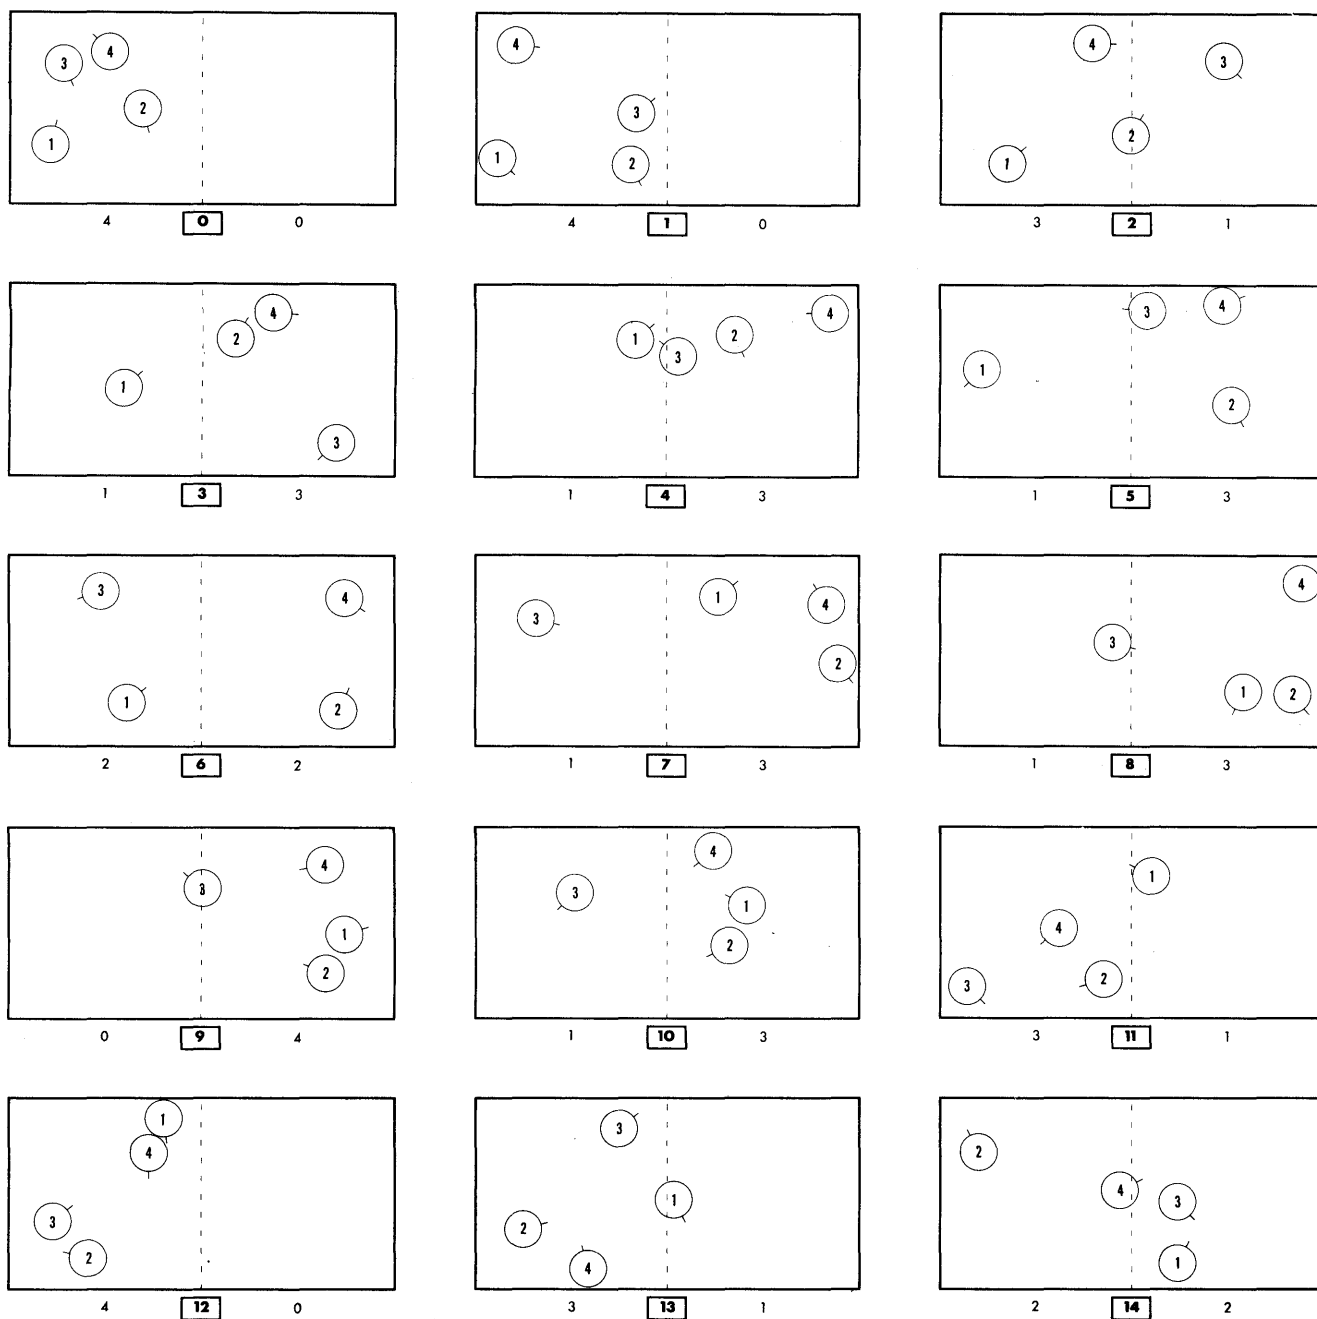 3 4 2 1
4 0 0
4 3 1 2
4 1 0
4 3 2 1
3 2 1
4 2 1 3
1 3 3
1 3 2 4
1 4 3
3 4 1 2
1 5 3
3 4 1 2
2 6 2
1 3 4 2
1 7 3
4 3 1 2
1 8 3
4 3 1 2
0 9 4
4 3 1 2
1 10 3
1 4 2 3
3 11 1
1 4 3 2
4 12 0
3 1 2 4
3 13 1
2 4 3 1
2 14 2